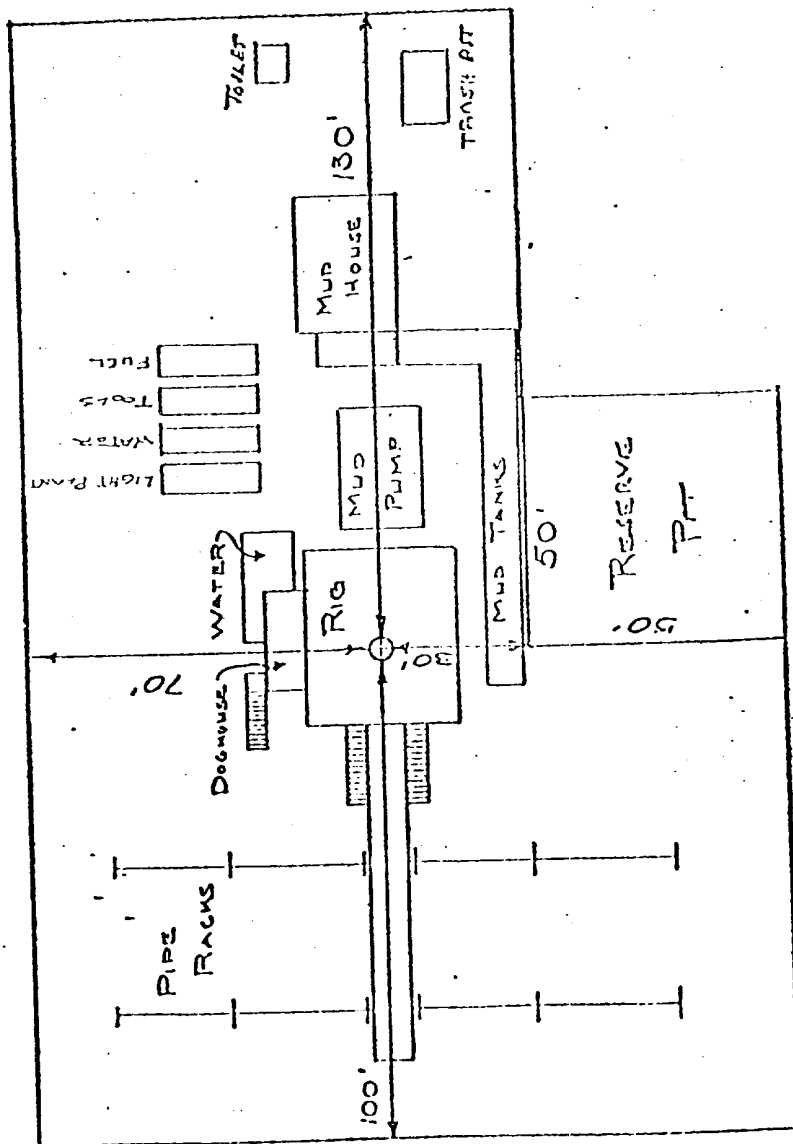 TOILET
TRASH PIT
130'
MUD
HOUSE
FUEL
TOOLS
WATER
LIGHT PLANT
MUD
PUMP
MUD TANKS
50'
RESERVE
PIT
50'
WATER
RIG
30'
70'
DOGHOUSE
PIPE
RACKS
100'